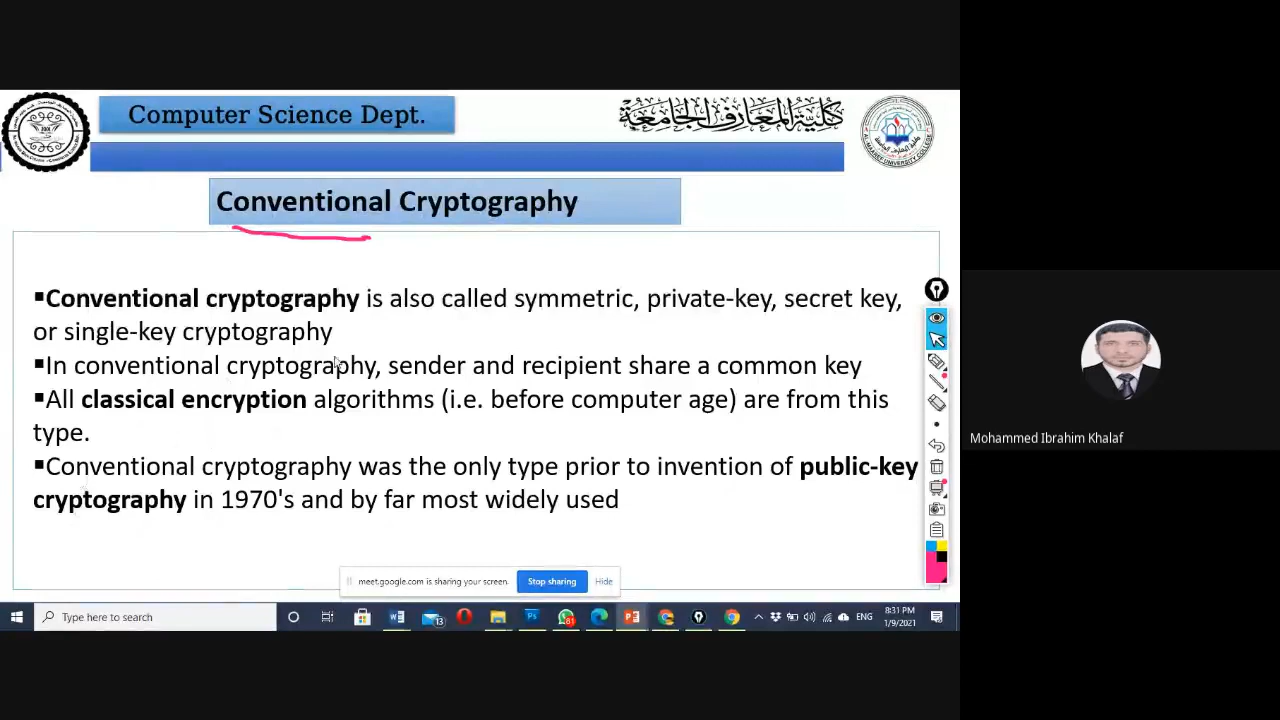 Computer Science Dept.
كلية المعارف الجامعة
Conventional Cryptography
▪Conventional cryptography is also called symmetric, private-key, secret key,
or single-key cryptography
▪In conventional cryptography, sender and recipient share a common key
▪All classical encryption algorithms (i.e. before computer age) are from this
type.
▪Conventional cryptography was the only type prior to invention of public-key
cryptography in 1970's and by far most widely used
Mohammed Ibrahim Khalaf
meet.google.com is sharing your screen.
Stop sharing
Hide
Type here to search
13
81
ENG
8:31 PM
1/9/2021